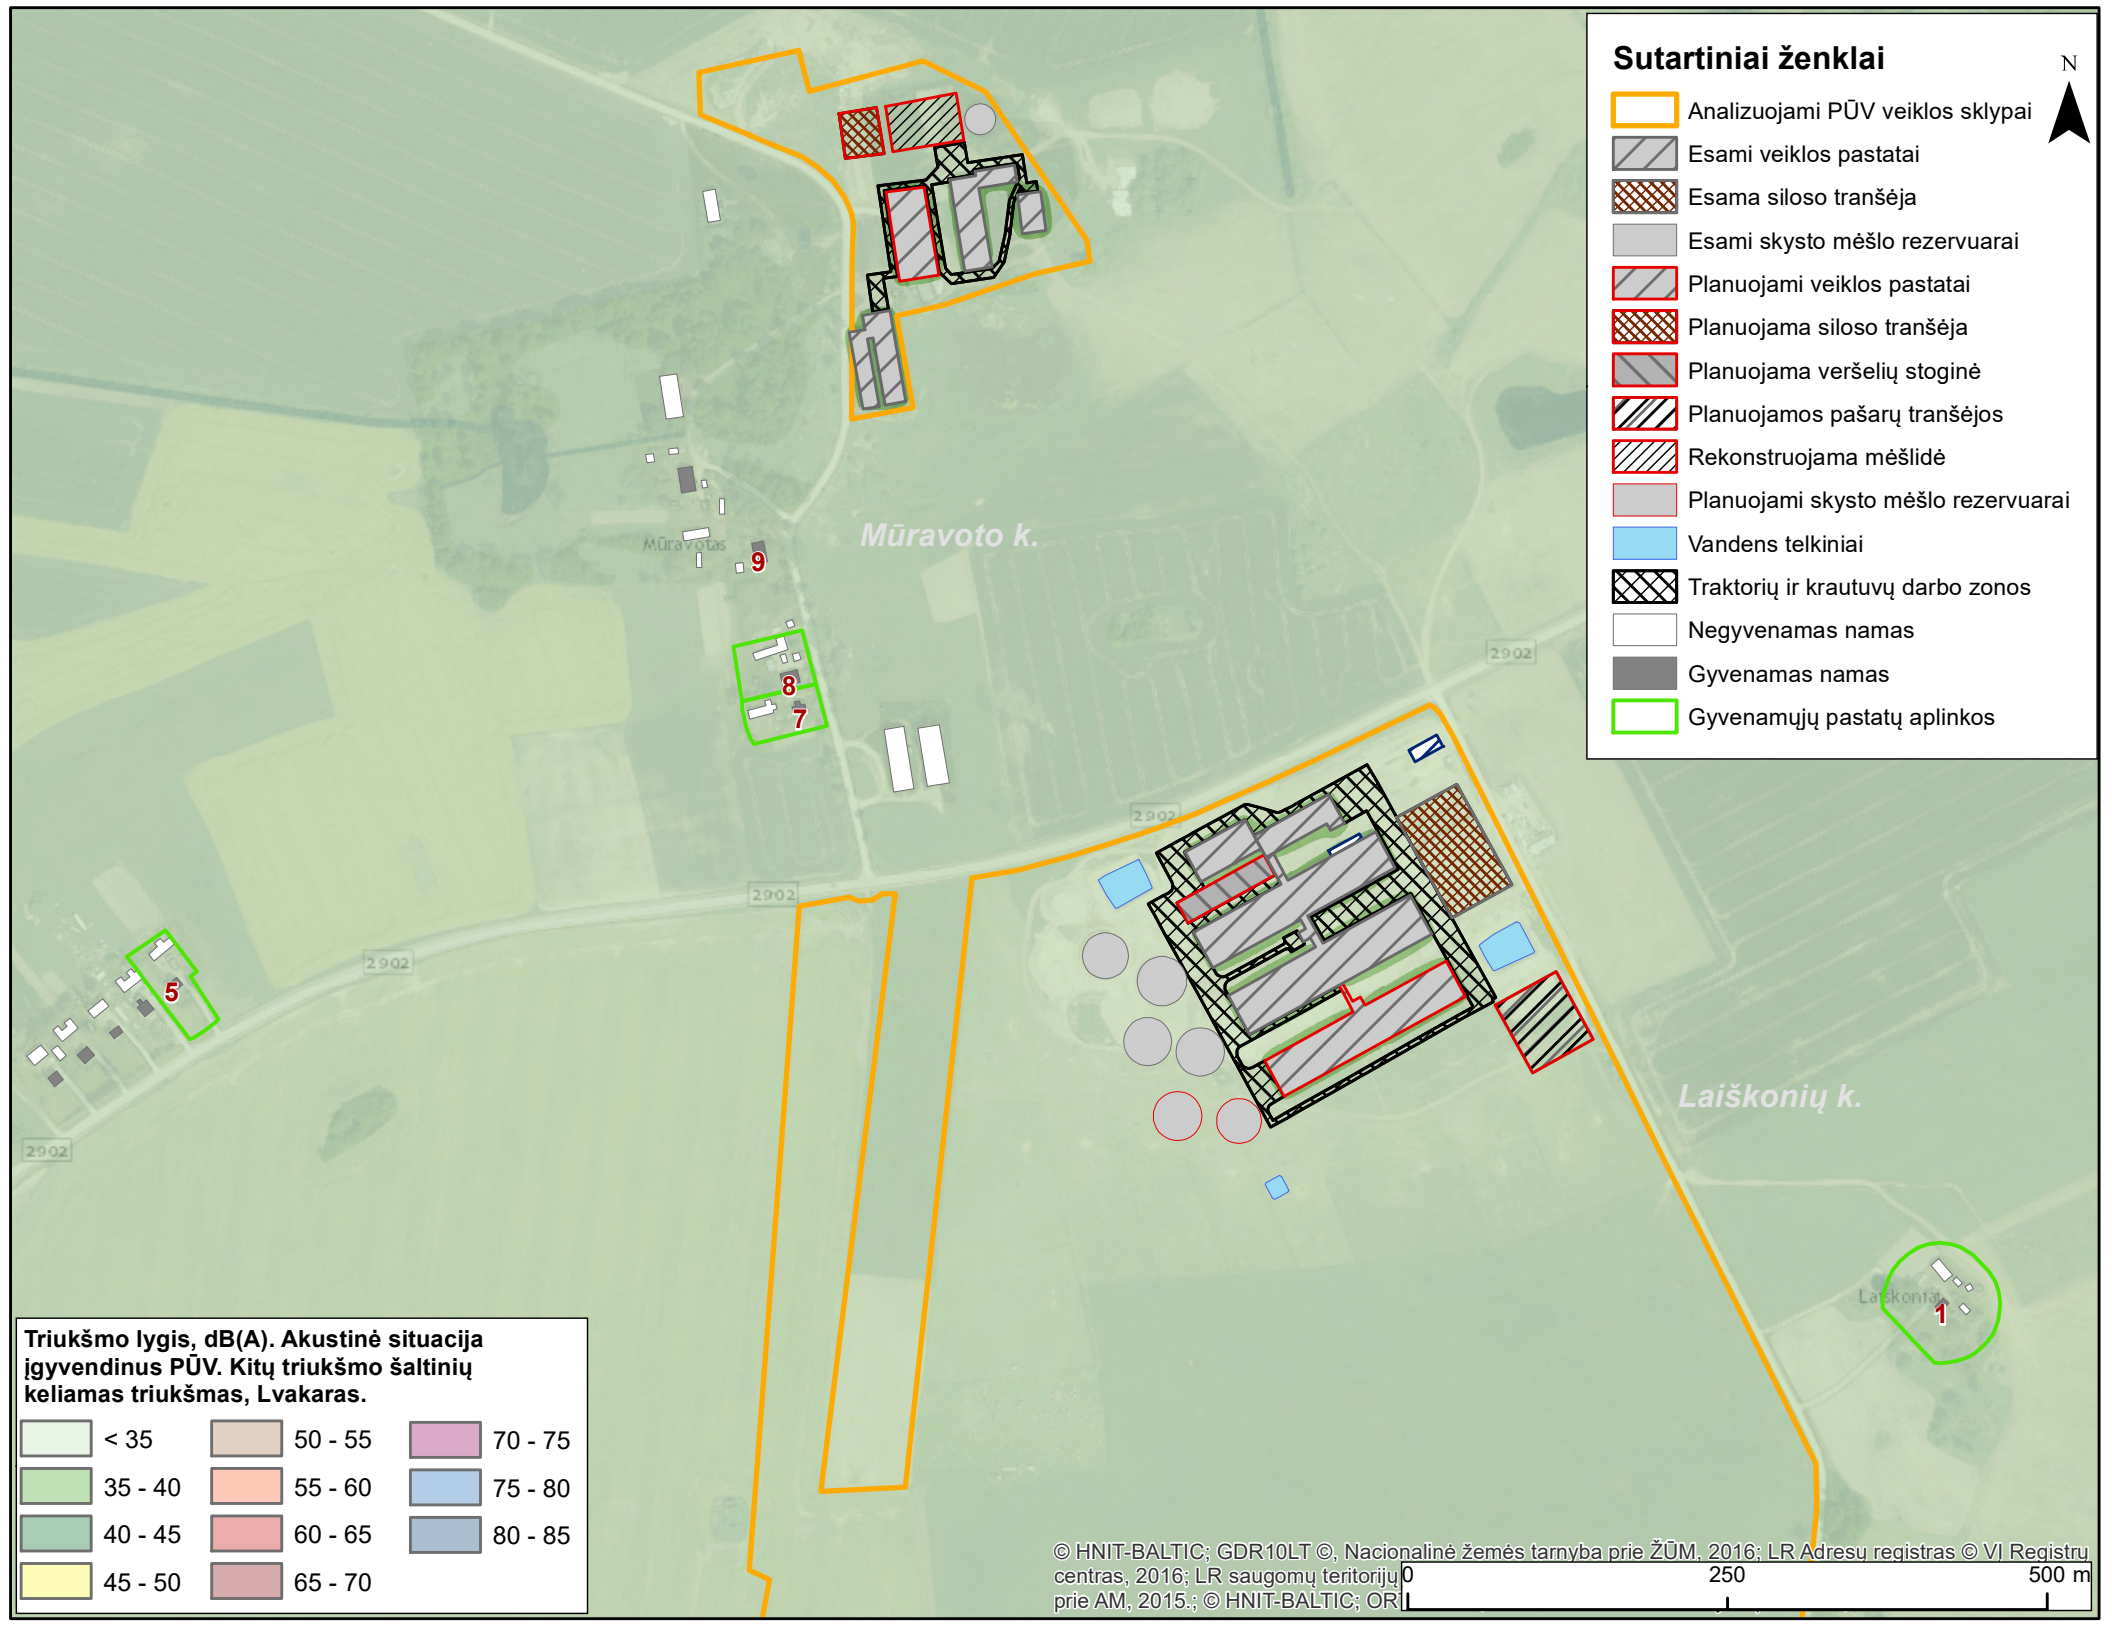 Sutartiniai ženklai
N
Analizuojami PŪV veiklos sklypai
Esami veiklos pastatai
Esama siloso tranšėja
Esami skysto mėšlo rezervuarai
Planuojami veiklos pastatai
Planuojama siloso tranšėja
Planuojama veršelių stoginė
Planuojamos pašarų tranšėjos
Rekonstruojama mėšlidė
Planuojami skysto mėšlo rezervuarai
Vandens telkiniai
Traktorių ir krautuvų darbo zonos
Negyvenamas namas
Gyvenamas namas
Gyvenamųjų pastatų aplinkos
Mūravoto k.
Mūravotas
9
8
7
2902
2902
2902
2902
2902
5
Laiškonių k.
Laiškoniai
1
Triukšmo lygis, dB(A). Akustinė situacija
įgyvendinus PŪV. Kitų triukšmo šaltinių
keliamas triukšmas, Lvakaras.
< 35
35 - 40
40 - 45
45 - 50
50 - 55
55 - 60
60 - 65
65 - 70
70 - 75
75 - 80
80 - 85
© HNIT-BALTIC; GDR10LT ©, Nacionalinė žemės tarnyba prie ŽŪM, 2016; LR Adresų registras © VĮ Registrų
centras, 2016; LR saugomų teritorijų
prie AM, 2015.; © HNIT-BALTIC;
0 250 500 m